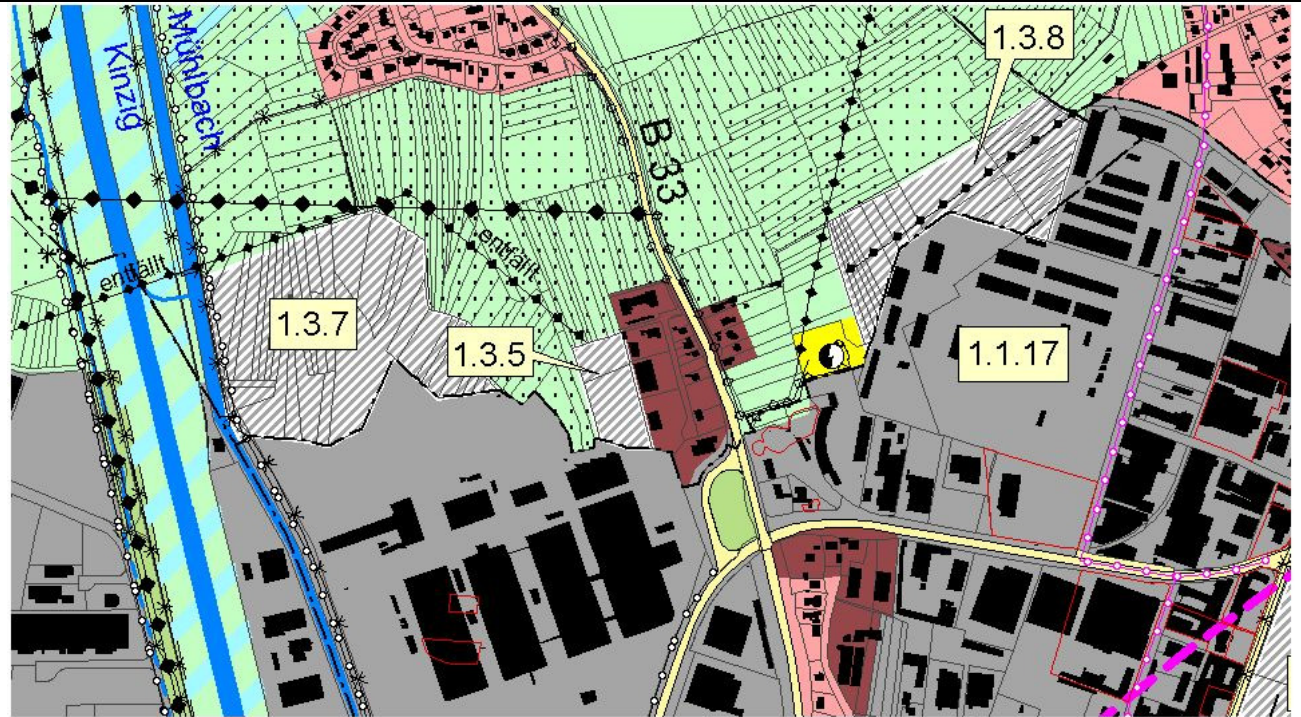 Mühlbach
Kinzig
B 33
1.3.8
entfällt
entfällt
1.3.7
1.3.5
1.1.17